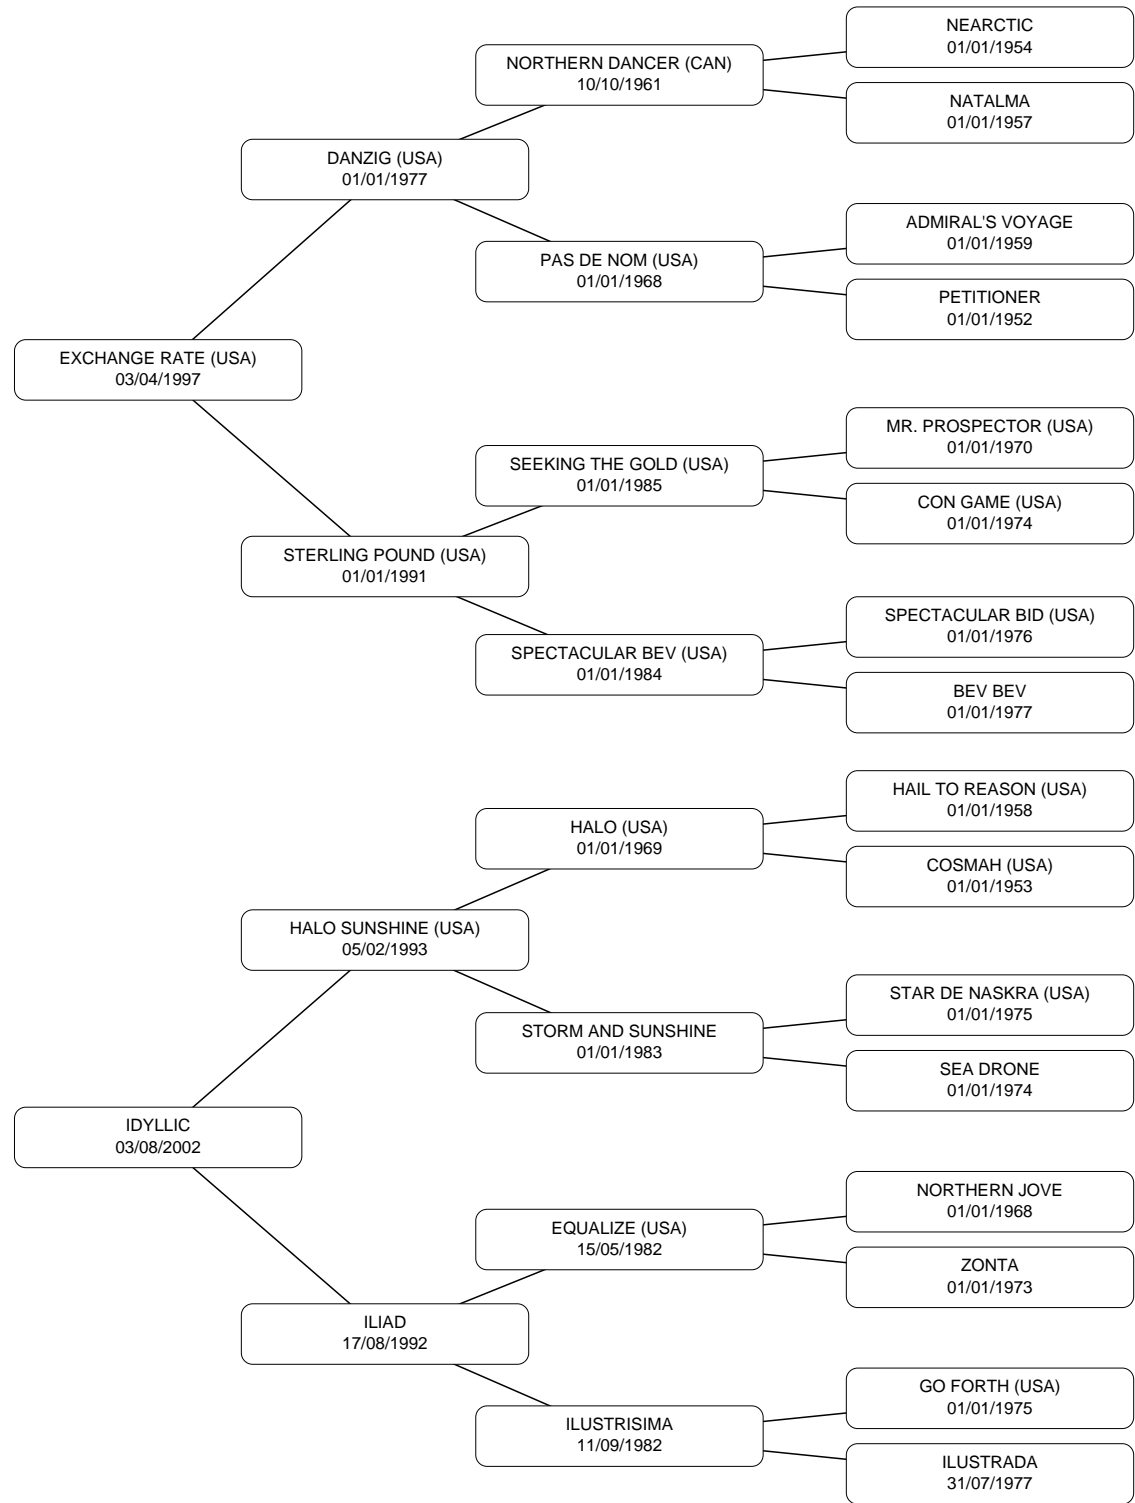 NEARCTIC
01/01/1954
NORTHERN DANCER (CAN)
10/10/1961
NATALMA
01/01/1957
DANZIG (USA)
01/01/1977
ADMIRAL'S VOYAGE
01/01/1959
PAS DE NOM (USA)
01/01/1968
PETITIONER
01/01/1952
EXCHANGE RATE (USA)
03/04/1997
MR. PROSPECTOR (USA)
01/01/1970
SEEKING THE GOLD (USA)
01/01/1985
CON GAME (USA)
01/01/1974
STERLING POUND (USA)
01/01/1991
SPECTACULAR BID (USA)
01/01/1976
SPECTACULAR BEV (USA)
01/01/1984
BEV BEV
01/01/1977
HAIL TO REASON (USA)
01/01/1958
HALO (USA)
01/01/1969
COSMAH (USA)
01/01/1953
HALO SUNSHINE (USA)
05/02/1993
STAR DE NASKRA (USA)
01/01/1975
STORM AND SUNSHINE
01/01/1983
SEA DRONE
01/01/1974
IDYLLIC
03/08/2002
NORTHERN JOVE
01/01/1968
EQUALIZE (USA)
15/05/1982
ZONTA
01/01/1973
ILIAD
17/08/1992
GO FORTH (USA)
01/01/1975
ILUSTRISIMA
11/09/1982
ILUSTRADA
31/07/1977